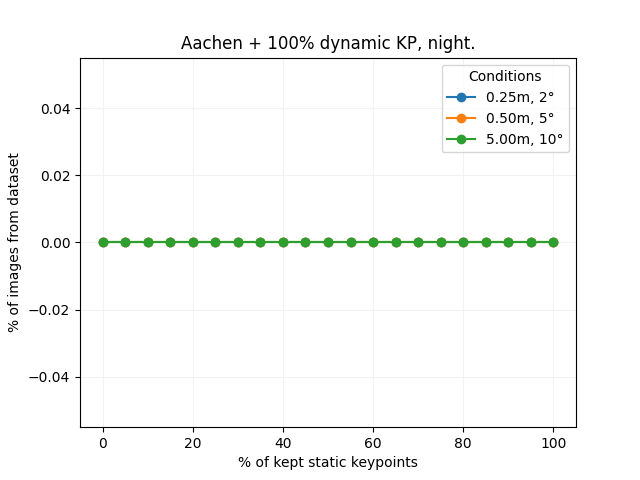 Aachen + 100% dynamic KP, night.
Conditions
0.25m, 2°
0.50m, 5°
5.00m, 10°
% of images from dataset
0.04
0.02
0.00
−0.02
−0.04
0 20 40 60 80 100
% of kept static keypoints